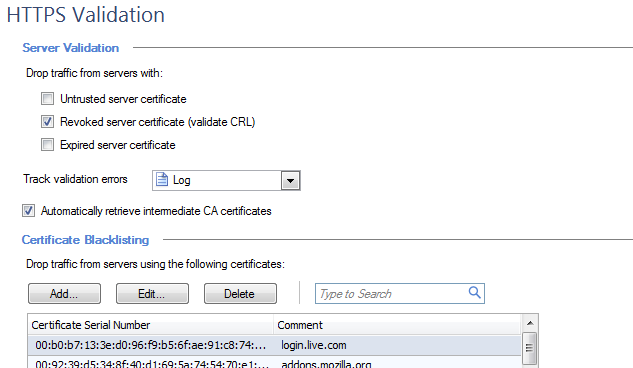 HTTPS Validation
Server Validation
Drop traffic from servers with:
Untrusted server certificate
Revoked server certificate (validate CRL)
Expired server certificate
Track validation errors Log
Automatically retrieve intermediate CA certificates
Certificate Blacklisting
Drop traffic from servers using the following certificates:
Add... Edit... Delete Type to Search
Certificate Serial Number Comment
00:b0:b7:13:3e:d0:96:f9:b5:6f:ae:91:c8:74:... login.live.com
00:92:39:d5:34:8f:40:d1:69:5a:74:54:70:e1:... addons.mozilla.org